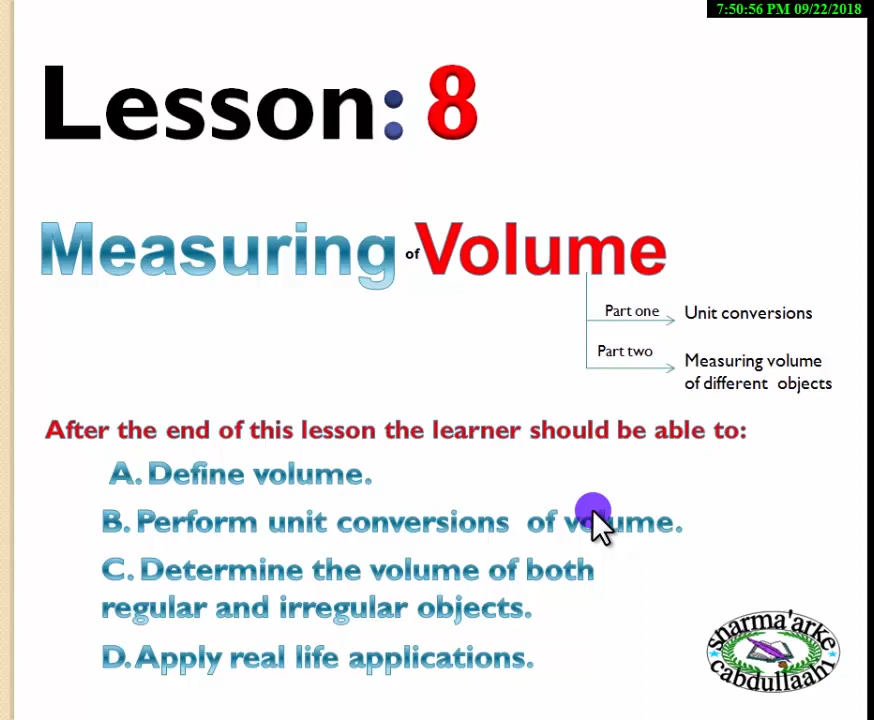 7:50:56 PM 09/22/2018
Lesson: 8
Measuring of Volume
Part one
Unit conversions
Part two
Measuring volume
of different objects
After the end of this lesson the learner should be able to:
A. Define volume.
B. Perform unit conversions of volume.
C. Determine the volume of both
regular and irregular objects.
D. Apply real life applications.
sharma'arke
cabdullaahi